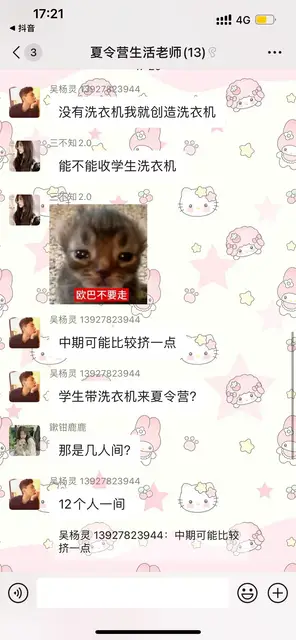 17:21
4G
抖音
3
夏令营生活老师(13)
吴杨灵 13927823944
没有洗衣机我就创造洗衣机
三不知2.0
能不能收学生洗衣机
三不知2.0
欧巴不要走
吴杨灵 13927823944
中期可能比较挤一点
吴杨灵 13927823944
学生带洗衣机来夏令营?
吴杨灵 13927823944
那是几人间?
吴杨灵 13927823944
12个人一间
吴杨灵 13927823944：中期可能比较
挤一点